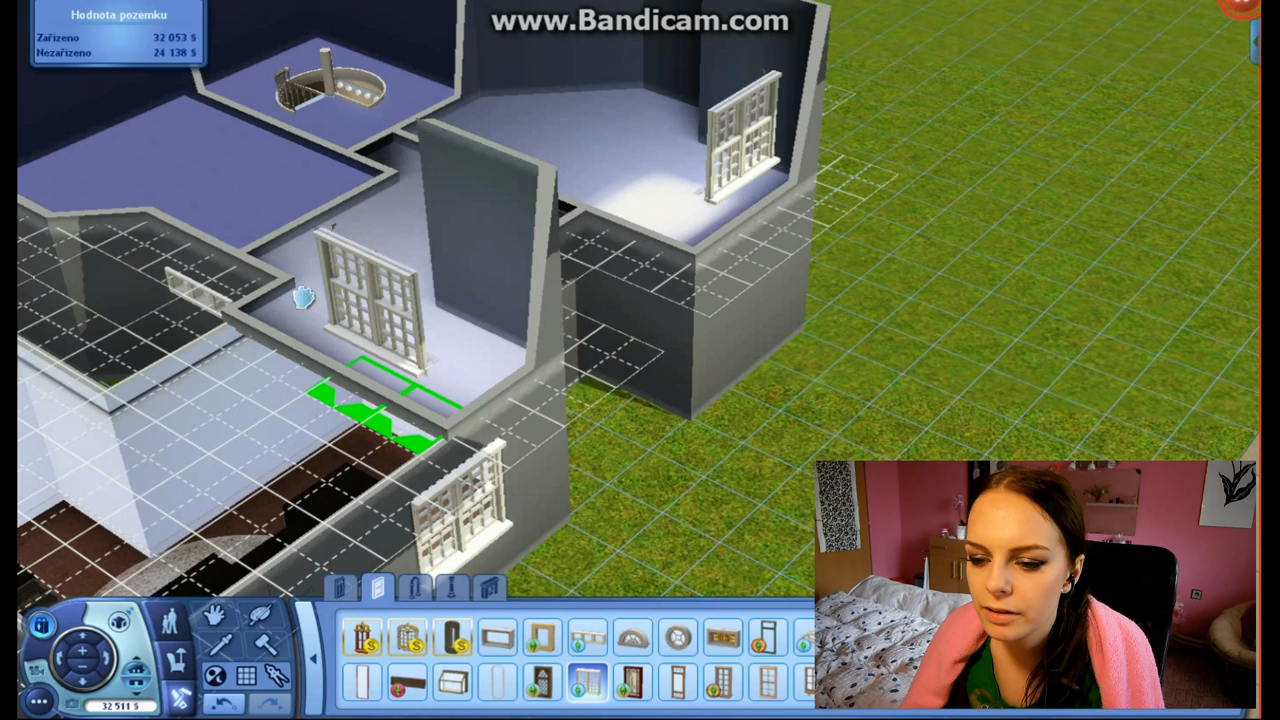 Hodnota pozemku
www.Bandicam.com
Zařízeno 32 053 $
Nezařízeno 24 138 $
32 511 $